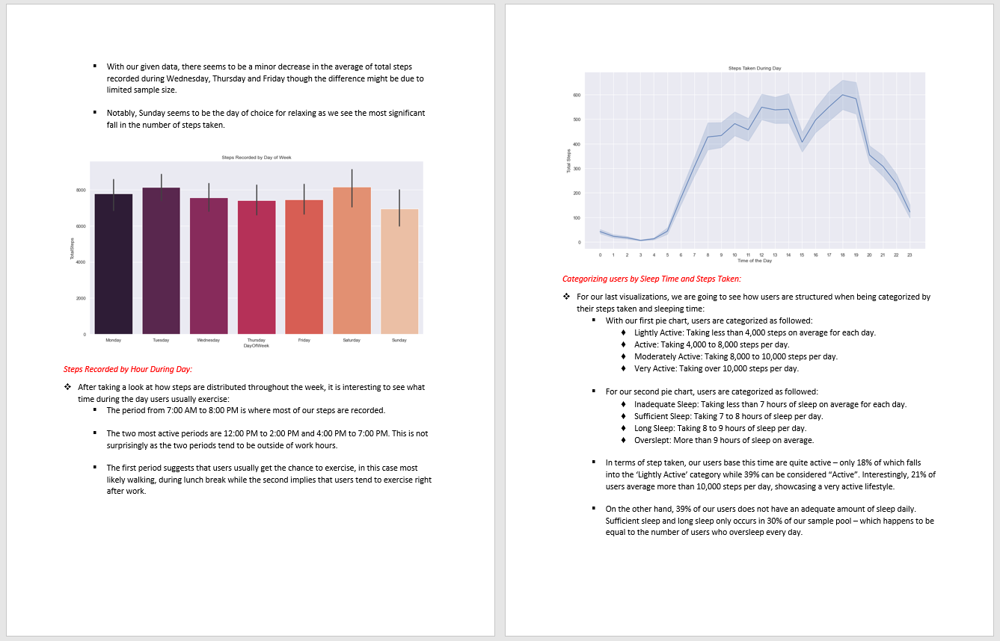 ▪ With our given data, there seems to be a minor decrease in the average of total steps
recorded during Wednesday, Thursday and Friday though the difference might be due to
limited sample size.
▪ Notably, Sunday seems to be the day of choice for relaxing as we see the most significant
fall in the number of steps taken.
Steps Recorded by Day of Week
TotalSteps
8000
6000
4000
2000
0
Monday Tuesday Wednesday Thursday Friday Saturday Sunday
DayOfWeek
Steps Recorded by Hour During Day:
❖ After taking a look at how steps are distributed throughout the week, it is interesting to see what
time during the day users usually exercise:
▪ The period from 7:00 AM to 8:00 PM is where most of our steps are recorded.
▪ The two most active periods are 12:00 PM to 2:00 PM and 4:00 PM to 7:00 PM. This is not
surprisingly as the two periods tend to be outside of work hours.
▪ The first period suggests that users usually get the chance to exercise, in this case most
likely walking, during lunch break while the second implies that users tend to exercise right
after work.
Steps Taken During Day
Total Steps
600
500
400
300
200
100
0
0 1 2 3 4 5 6 7 8 9 10 11 12 13 14 15 16 17 18 19 20 21 22 23
Time of the Day
Categorizing users by Sleep Time and Steps Taken:
❖ For our last visualizations, we are going to see how users are structured when being categorized by
their steps taken and sleeping time:
▪ With our first pie chart, users are categorized as followed:
♦ Lightly Active: Taking less than 4,000 steps on average for each day.
♦ Active: Taking 4,000 to 8,000 steps per day.
♦ Moderately Active: Taking 8,000 to 10,000 steps per day.
♦ Very Active: Taking over 10,000 steps per day.
▪ For our second pie chart, users are categorized as followed:
♦ Inadequate Sleep: Taking less than 7 hours of sleep on average for each day.
♦ Sufficient Sleep: Taking 7 to 8 hours of sleep per day.
♦ Long Sleep: Taking 8 to 9 hours of sleep per day.
♦ Overslept: More than 9 hours of sleep on average.
▪ In terms of step taken, our users base this time are quite active – only 18% of which falls
into the ‘Lightly Active’ category while 39% can be considered “Active”. Interestingly, 21% of
users average more than 10,000 steps per day, showcasing a very active lifestyle.
▪ On the other hand, 39% of our users does not have an adequate amount of sleep daily.
Sufficient sleep and long sleep only occurs in 30% of our sample pool – which happens to be
equal to the number of users who oversleep every day.